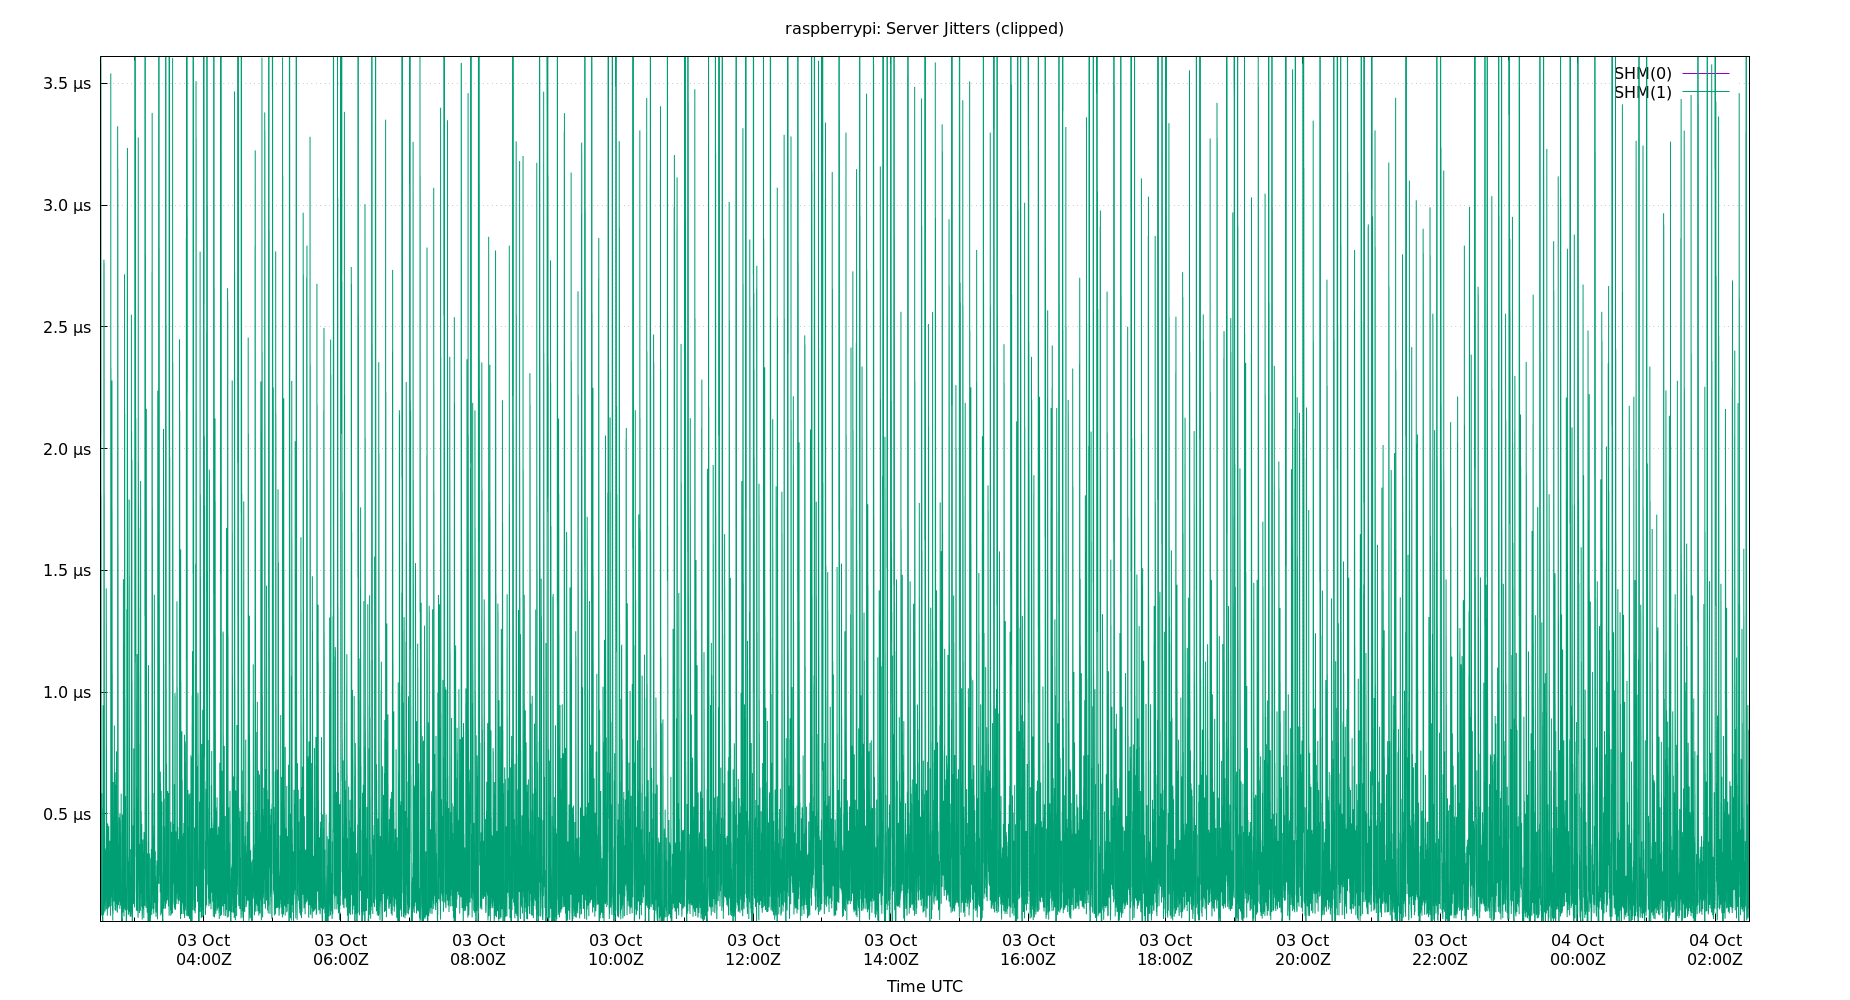 raspberrypi: Server Jitters (clipped)
SHM(0)
SHM(1)
3.5 µs
3.0 µs
2.5 µs
2.0 µs
1.5 µs
1.0 µs
0.5 µs
03 Oct 03 Oct 03 Oct 03 Oct 03 Oct 03 Oct 03 Oct 03 Oct 03 Oct 03 Oct 04 Oct 04 Oct
04:00Z 06:00Z 08:00Z 10:00Z 12:00Z 14:00Z 16:00Z 18:00Z 20:00Z 22:00Z 00:00Z 02:00Z
Time UTC